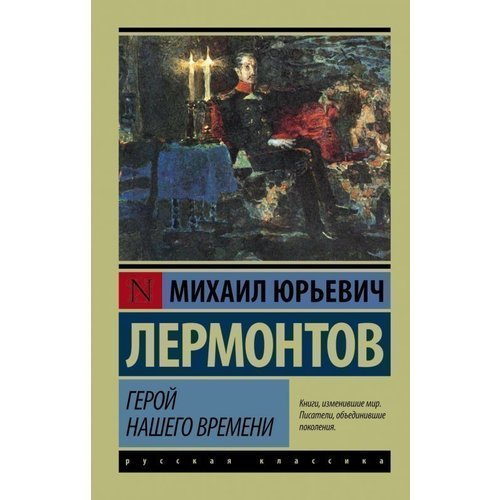 N
МИХАИЛ ЮРЬЕВИЧ
ЛЕРМОНТОВ
ГЕРОЙ
НАШЕГО ВРЕМЕНИ
Книги, изменившие мир.
Писатели, объединившие
поколения.
русская классика